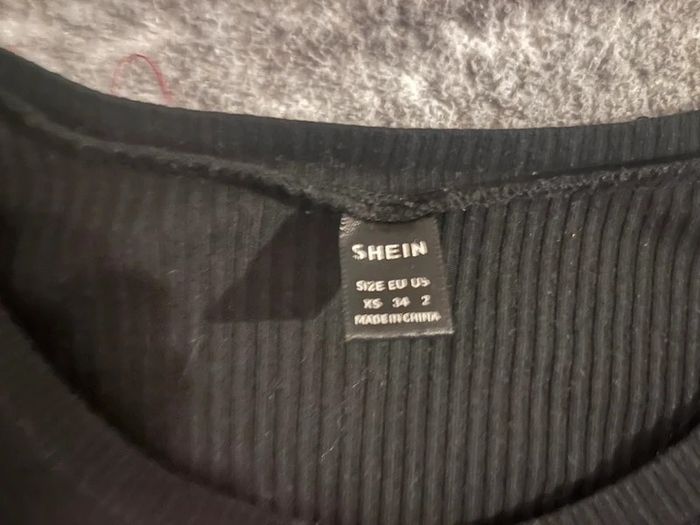 SHEIN
SIZE EU US
XS 34 2
MADE IN CHINA